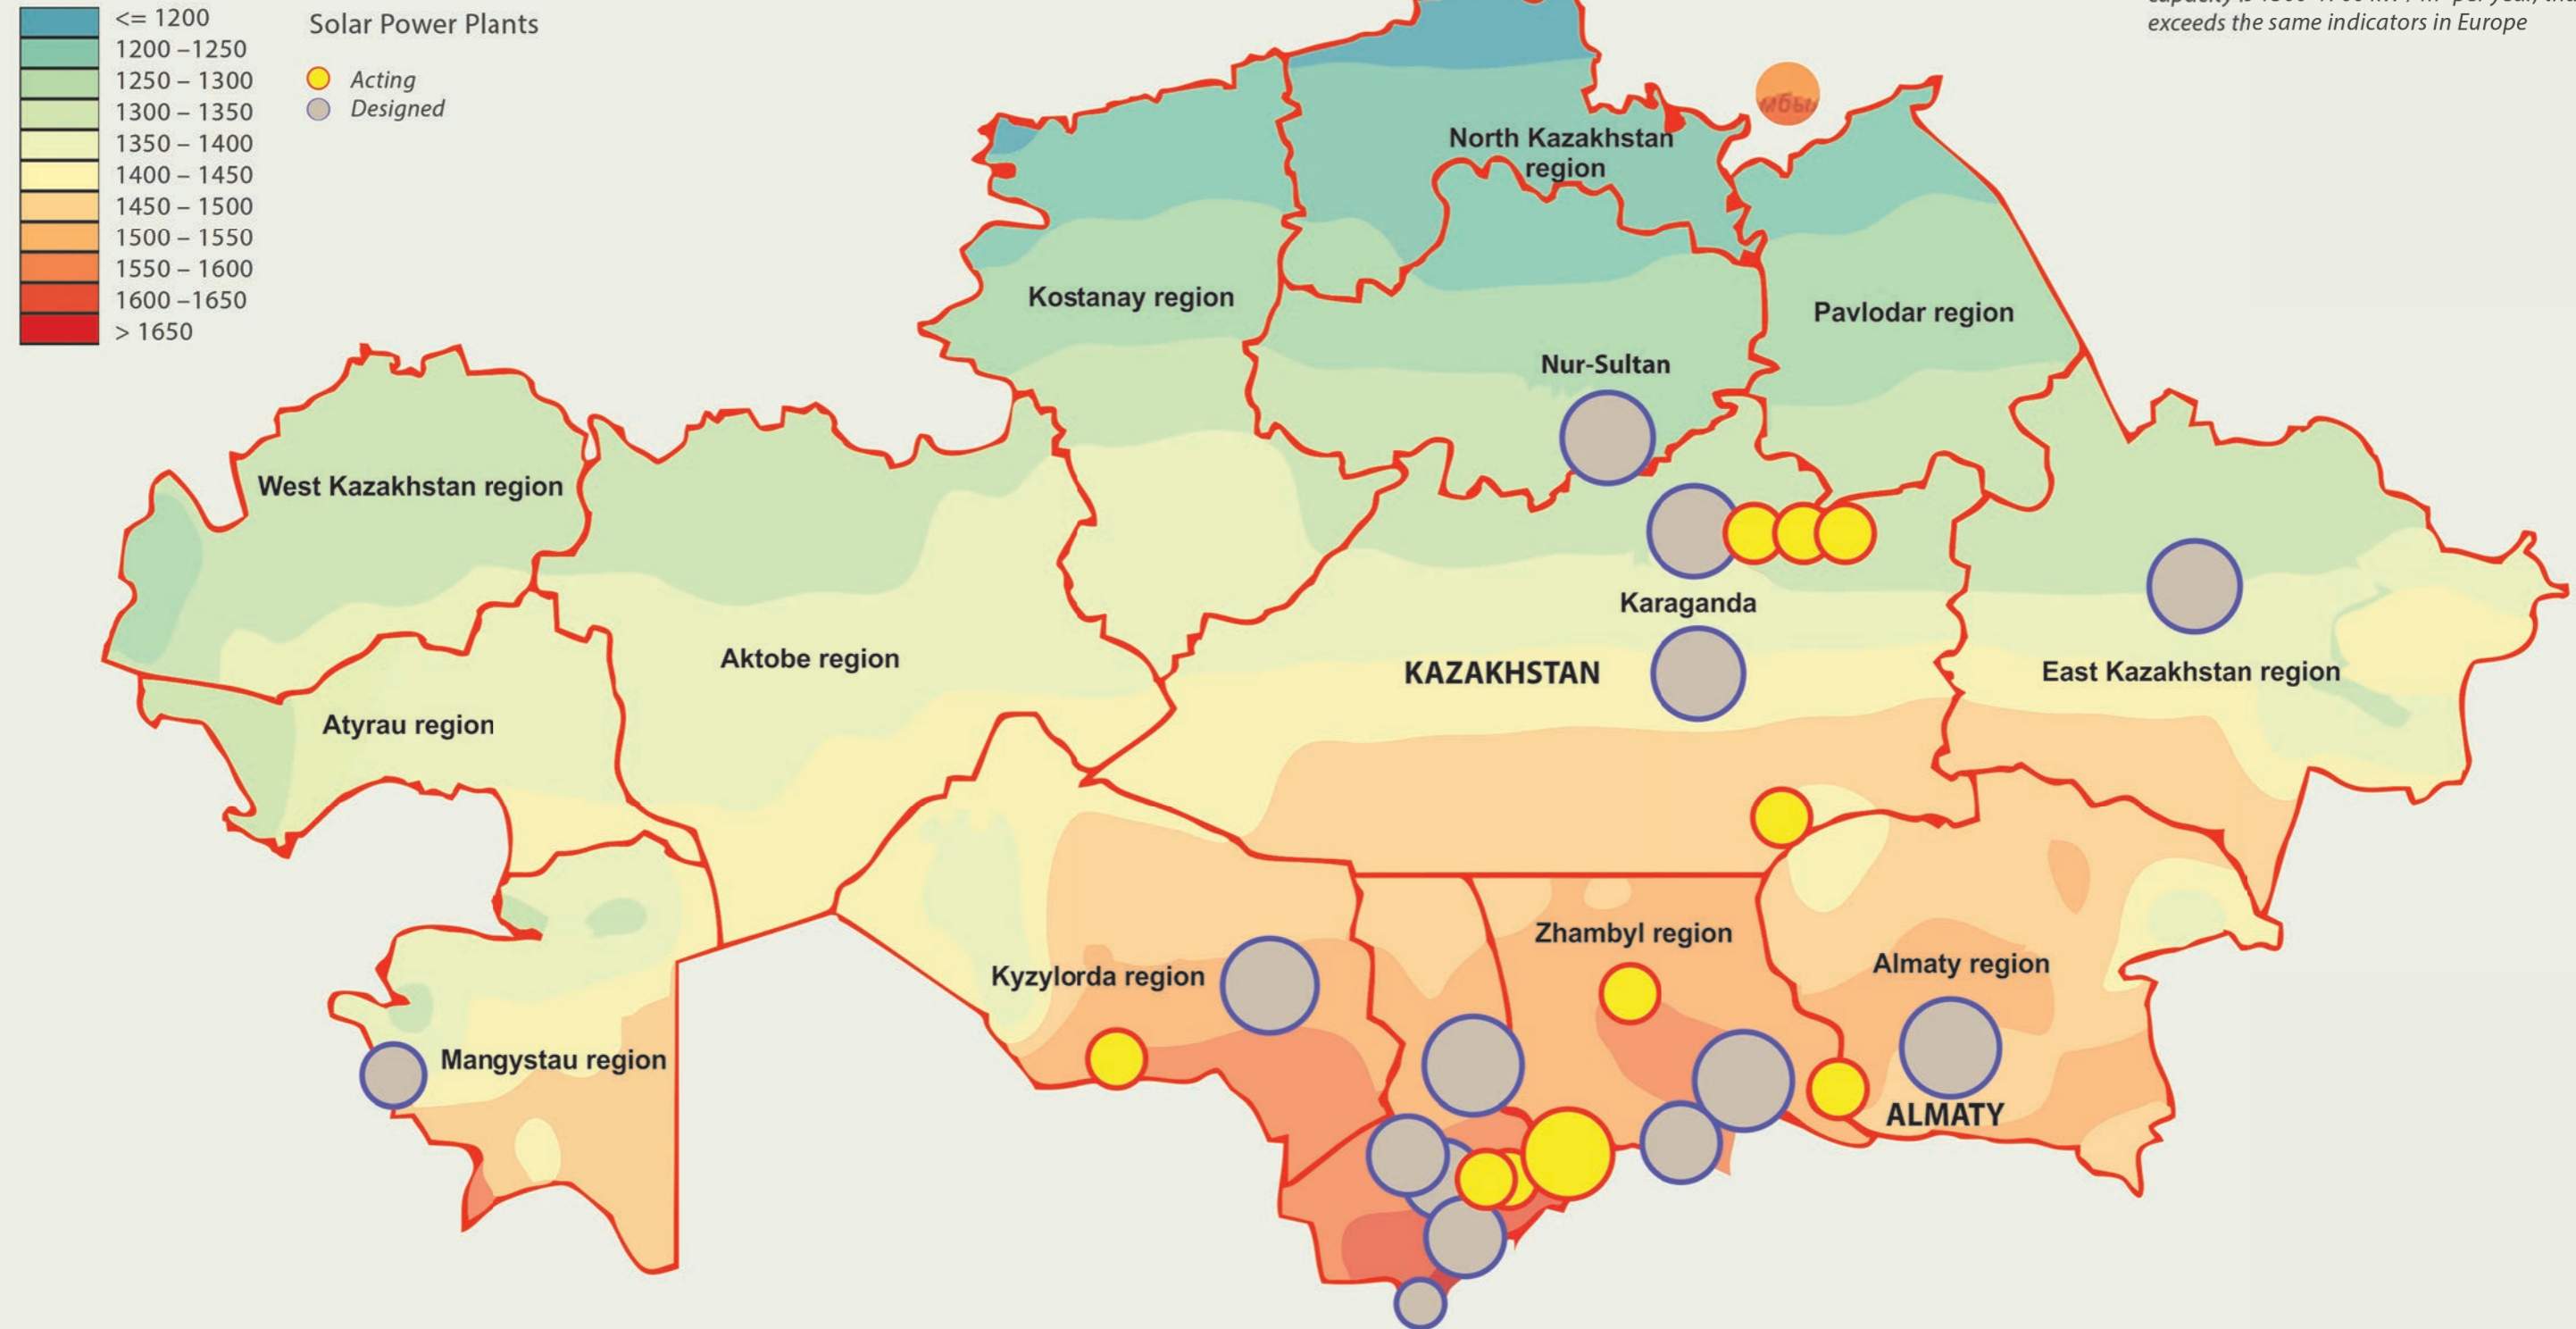 <= 1200
1200 –1250
1250 – 1300
1300 – 1350
1350 – 1400
1400 – 1450
1450 – 1500
1500 – 1550
1550 – 1600
1600 –1650
> 1650
Solar Power Plants
Acting
Designed
per year,
exceeds the same indicators in Europe
мбы
North Kazakhstan
region
Kostanay region
Pavlodar region
Nur-Sultan
West Kazakhstan region
Karaganda
Aktobe region
KAZAKHSTAN
East Kazakhstan region
Atyrau region
Zhambyl region
Almaty region
Kyzylorda region
Mangystau region
ALMATY